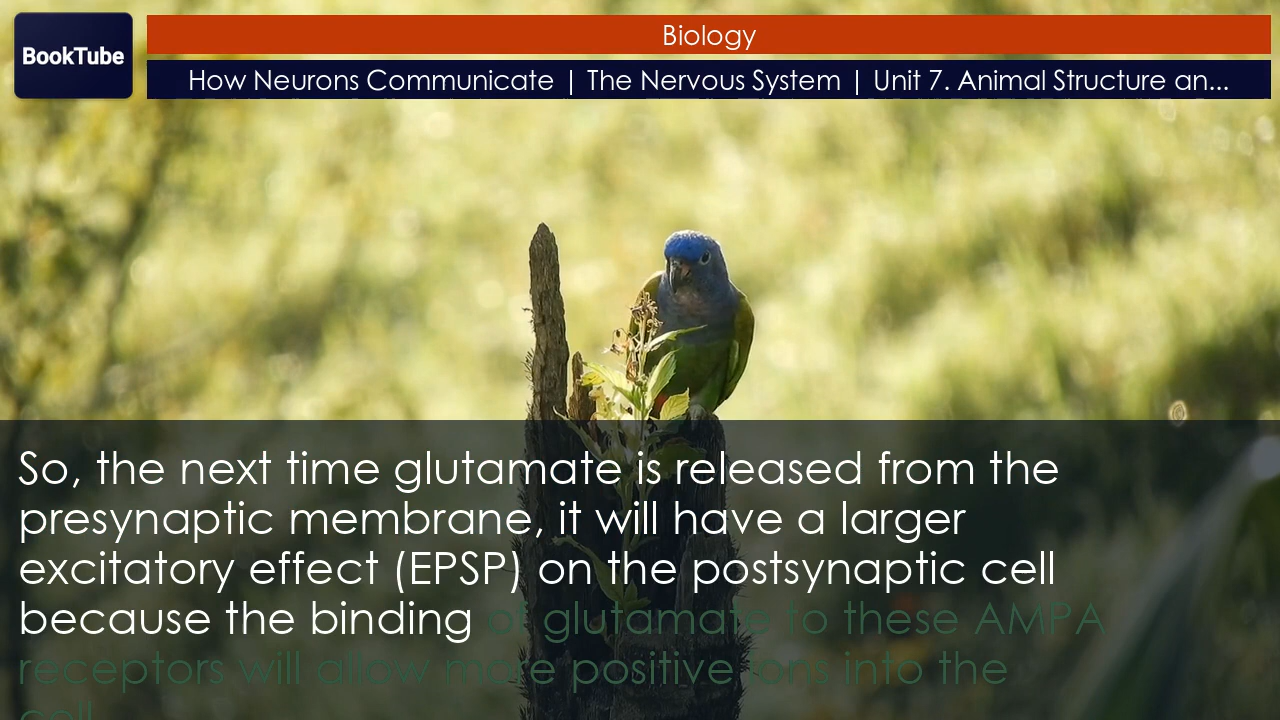 BookTube
Biology
How Neurons Communicate | The Nervous System | Unit 7. Animal Structure an...
So, the next time glutamate is released from the
presynaptic membrane, it will have a larger
excitatory effect (EPSP) on the postsynaptic cell
because the binding of glutamate to these AMPA
receptors will allow more positive ions into the
cell.